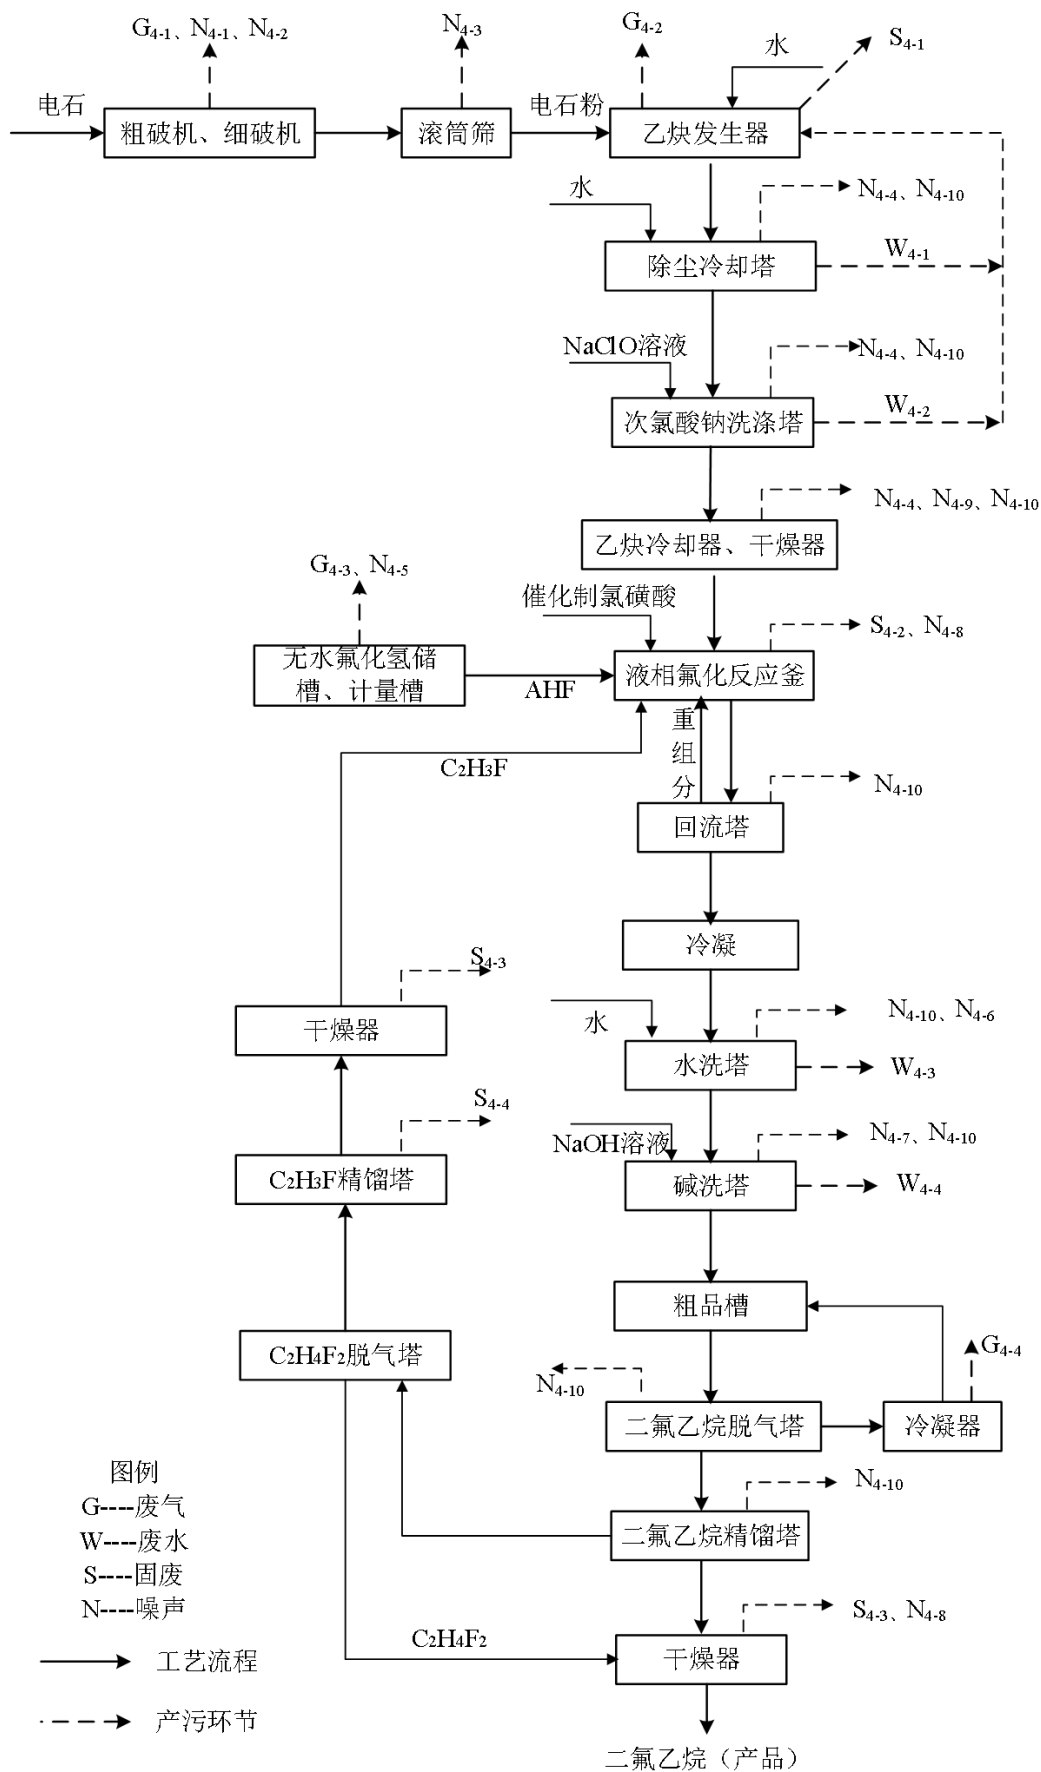 G4-1、N4-1、N4-2
N4-3
G4-2
水
S4-1
电石
粗破机、细破机
滚筒筛
电石粉
乙炔发生器
水
N4-4、N4-10
除尘冷却塔
W4-1
NaClO溶液
N4-4、N4-10
次氯酸钠洗涤塔
W4-2
N4-4、N4-9、N4-10
乙炔冷却器、干燥器
G4-3、N4-5
催化制氯磺酸
S4-2、N4-8
无水氟化氢储
槽、计量槽
AHF
液相氟化反应釜
C2H3F
重
组
分
N4-10
回流塔
冷凝
S4-3
干燥器
水
N4-10、N4-6
水洗塔
W4-3
S4-4
NaOH溶液
N4-7、N4-10
C2H3F精馏塔
碱洗塔
W4-4
粗品槽
C2H4F2脱气塔
G4-4
N4-10
二氟乙烷脱气塔
冷凝器
N4-10
二氟乙烷精馏塔
图例
G----废气
W----废水
S----固废
N----噪声
工艺流程
产污环节
S4-3、N4-8
C2H4F2
干燥器
二氟乙烷（产品）